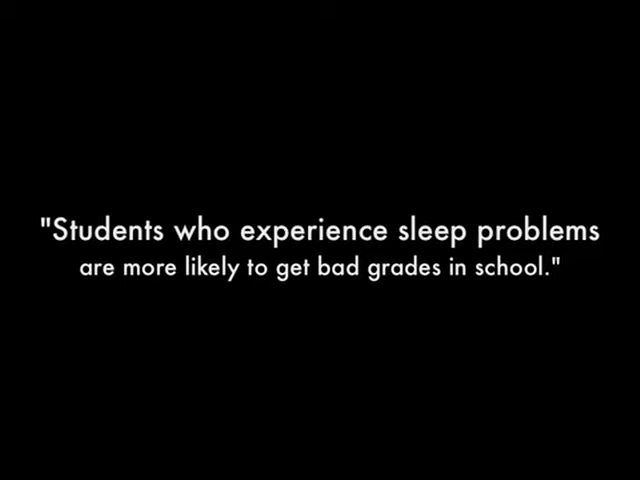 "Students who experience sleep problems
are more likely to get bad grades in school."